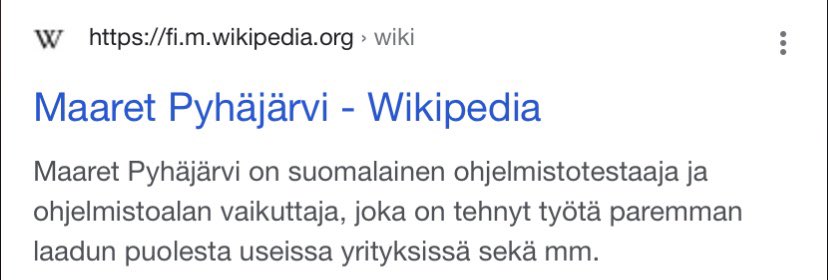 W https://fi.m.wikipedia.org › wiki
Maaret Pyhäjärvi - Wikipedia
Maaret Pyhäjärvi on suomalainen ohjelmistotestaaja ja
ohjelmistoalan vaikuttaja, joka on tehnyt työtä paremman
laadun puolesta useissa yrityksissä sekä mm.